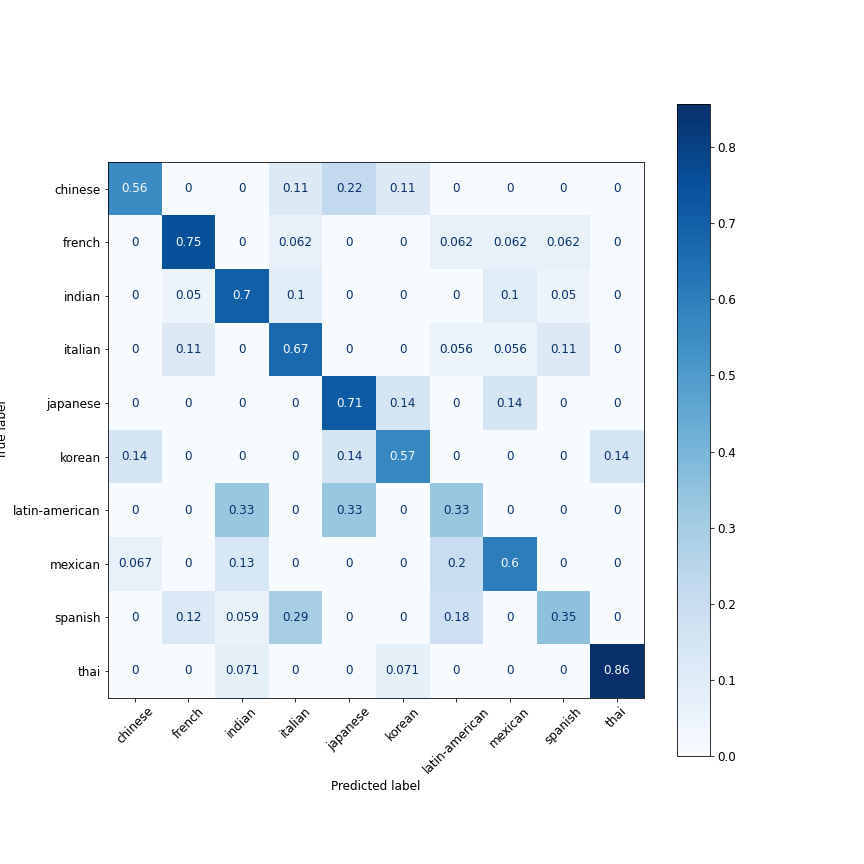 chinese 0.56 0 0 0.11 0.22 0.11 0 0 0 0
french 0 0.75 0 0.062 0 0 0.062 0.062 0.062 0
indian 0 0.05 0.7 0.1 0 0 0 0.1 0.05 0
italian 0 0.11 0 0.67 0 0 0.056 0.056 0.11 0
japanese 0 0 0 0 0.71 0.14 0 0.14 0 0
korean 0.14 0 0 0 0.14 0.57 0 0 0 0.14
latin-american 0 0 0.33 0 0.33 0 0.33 0 0 0
mexican 0.067 0 0.13 0 0 0 0.2 0.6 0 0
spanish 0 0.12 0.059 0.29 0 0 0.18 0 0.35 0
thai 0 0 0.071 0 0 0.071 0 0 0 0.86
chinese french indian italian japanese korean latin-american mexican spanish thai
Predicted label
label
0.8
0.7
0.6
0.5
0.4
0.3
0.2
0.1
0.0